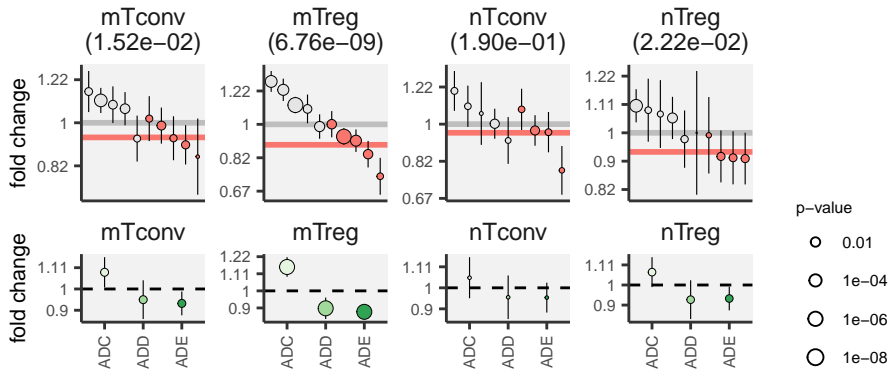 mTconv
(1.52e−02)
mTreg
(6.76e−09)
nTconv
(1.90e−01)
nTreg
(2.22e−02)
fold change
1.22
1
0.82
1.22
1
0.82
0.67
1.22
1
0.82
0.67
1.22
1.11
1
0.9
0.82
mTconv
mTreg
nTconv
nTreg
fold change
1.11
1
0.9
1.22
1.11
1
0.9
1.11
1
0.9
1.11
1
0.9
ADC
ADD
ADE
ADC
ADD
ADE
ADC
ADD
ADE
ADC
ADD
ADE
p−value
0.01
1e−04
1e−06
1e−08